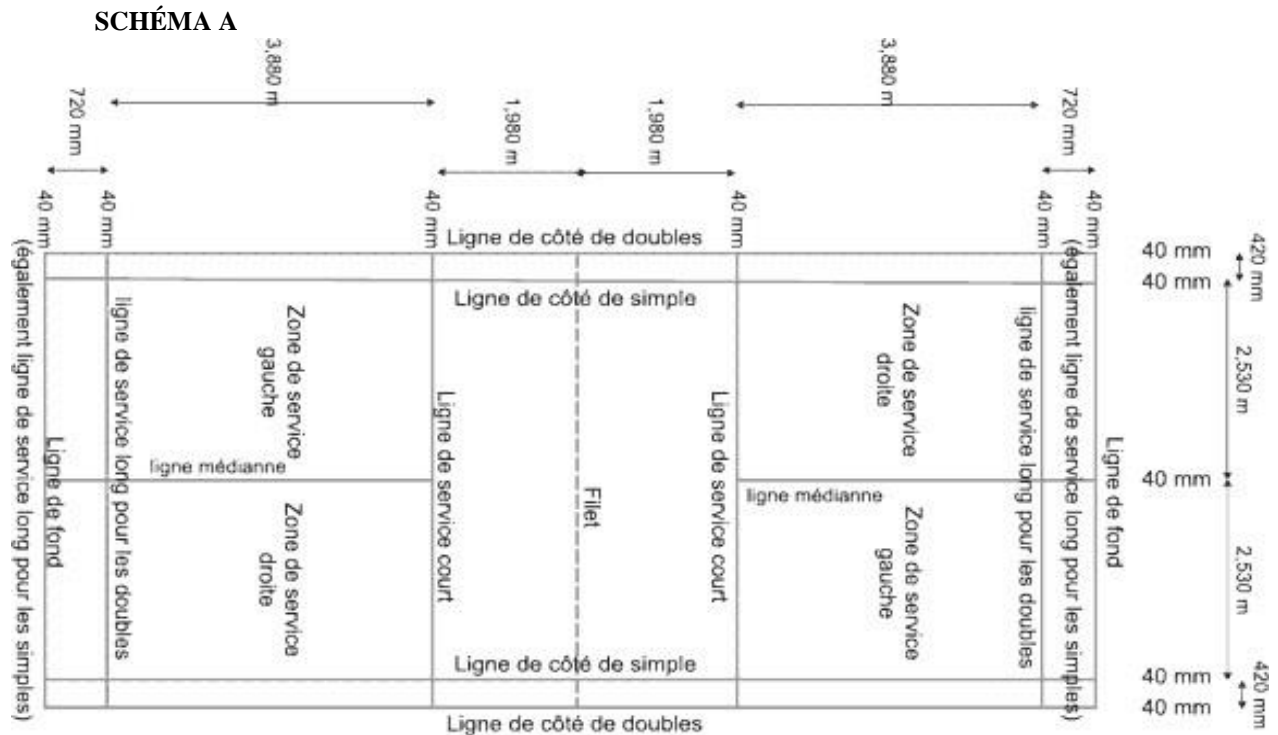 SCHÉMA A
3,880 m
3,880 m
720 mm
1,980 m
1,980 m
720 mm
40 mm
40 mm
40 mm
40 mm
40 mm
40 mm
Ligne de côté de doubles
40 mm
420 mm
Ligne de côté de simple
40 mm
(également ligne de service long pour les simples)
Ligne de fond
ligne de service long pour les doubles
Zone de service
gauche
ligne médianne
Zone de service
droite
Ligne de service court
Filet
Ligne de service court
Zone de service
droite
ligne médianne
Zone de service
gauche
ligne de service long pour les doubles
(également ligne de service long pour les simples)
Ligne de fond
2,530 m
40 mm
2,530 m
Ligne de côté de simple
40 mm
420 mm
40 mm
Ligne de côté de doubles